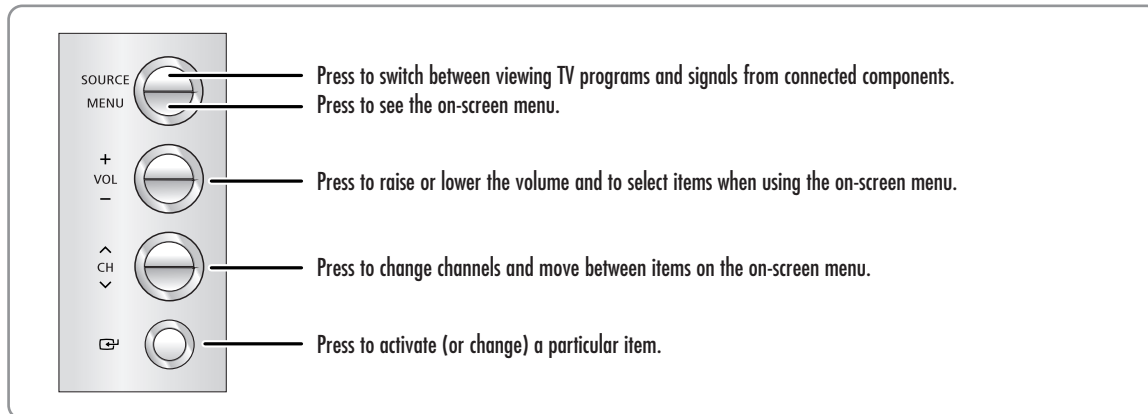 SOURCE
MENU
Press to switch between viewing TV programs and signals from connected components.
Press to see the on-screen menu.
+
VOL
–
Press to raise or lower the volume and to select items when using the on-screen menu.
CH
Press to change channels and move between items on the on-screen menu.
Press to activate (or change) a particular item.